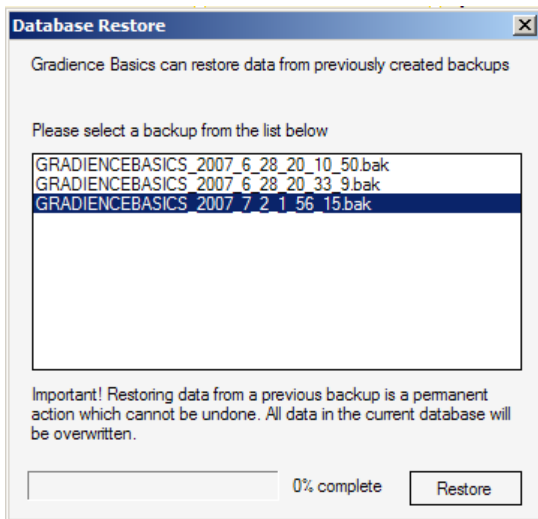 Database Restore
Gradience Basics can restore data from previously created backups
Please select a backup from the list below
GRADIENCEBASICS_2007_6_28_20_10_50.bak
GRADIENCEBASICS_2007_6_28_20_33_9.bak
GRADIENCEBASICS_2007_7_2_1_56_15.bak
Important! Restoring data from a previous backup is a permanent
action which cannot be undone. All data in the current database will
be overwritten.
0% complete
Restore